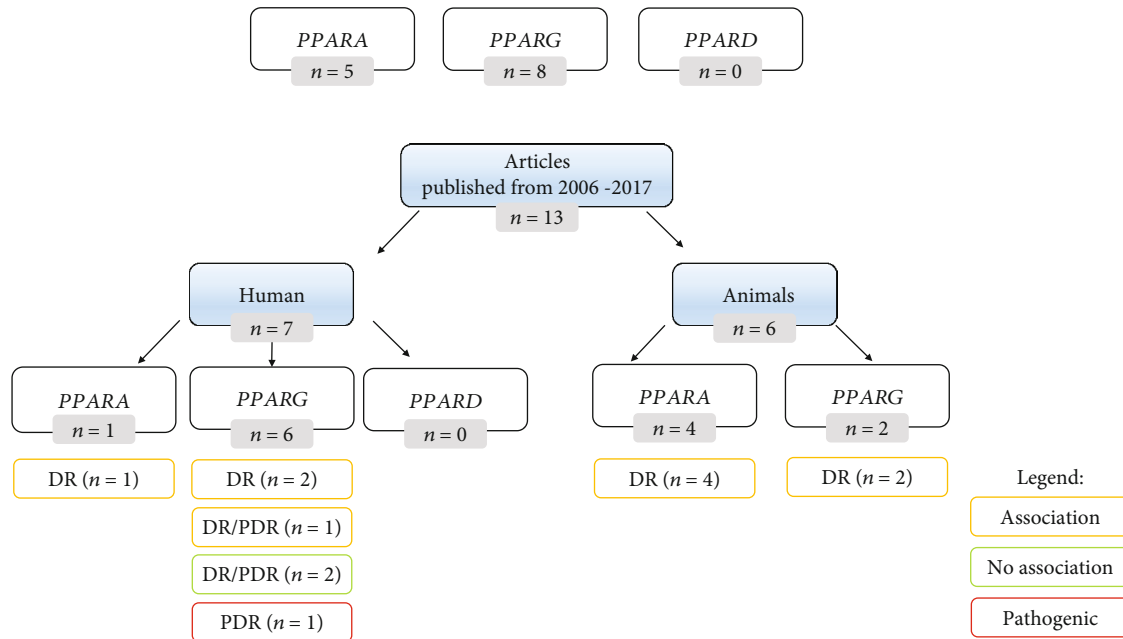 PPARA
n = 5
PPARG
n = 8
PPARD
n = 0
Articles
published from 2006 -2017
n = 13
Human
n = 7
Animals
n = 6
PPARA
n = 1
PPARG
n = 6
PPARD
n = 0
PPARA
n = 4
PPARG
n = 2
DR (n = 1)
DR (n = 2)
DR/PDR (n = 1)
DR/PDR (n = 2)
PDR (n = 1)
DR (n = 4)
DR (n = 2)
Legend:
Association
No association
Pathogenic